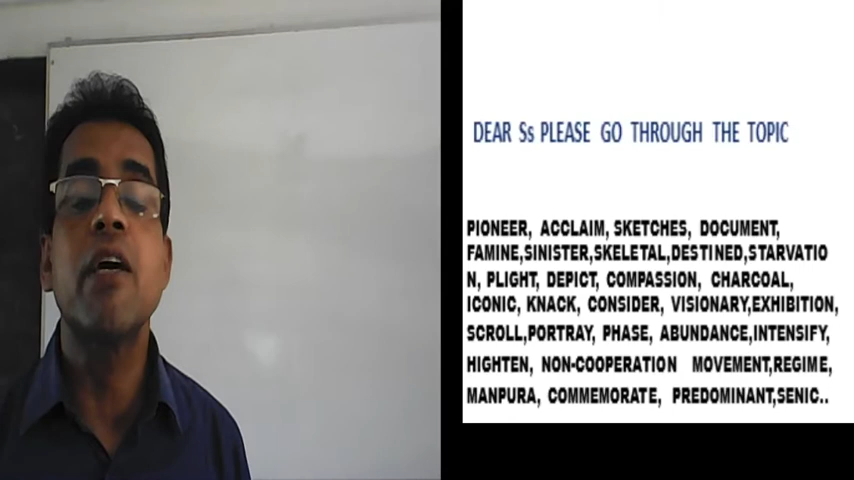 DEAR Ss PLEASE GO THROUGH THE TOPIC
PIONEER, ACCLAIM, SKETCHES, DOCUMENT,
FAMINE,SINISTER,SKELETAL,DESTINED,STARVATIO
N, PLIGHT, DEPICT, COMPASSION, CHARCOAL,
ICONIC, KNACK, CONSIDER, VISIONARY,EXHIBITION,
SCROLL,PORTRAY, PHASE, ABUNDANCE,INTENSIFY,
HIGHTEN, NON-COOPERATION MOVEMENT,REGIME,
MANPURA, COMMEMORATE, PREDOMINANT,SENIC..